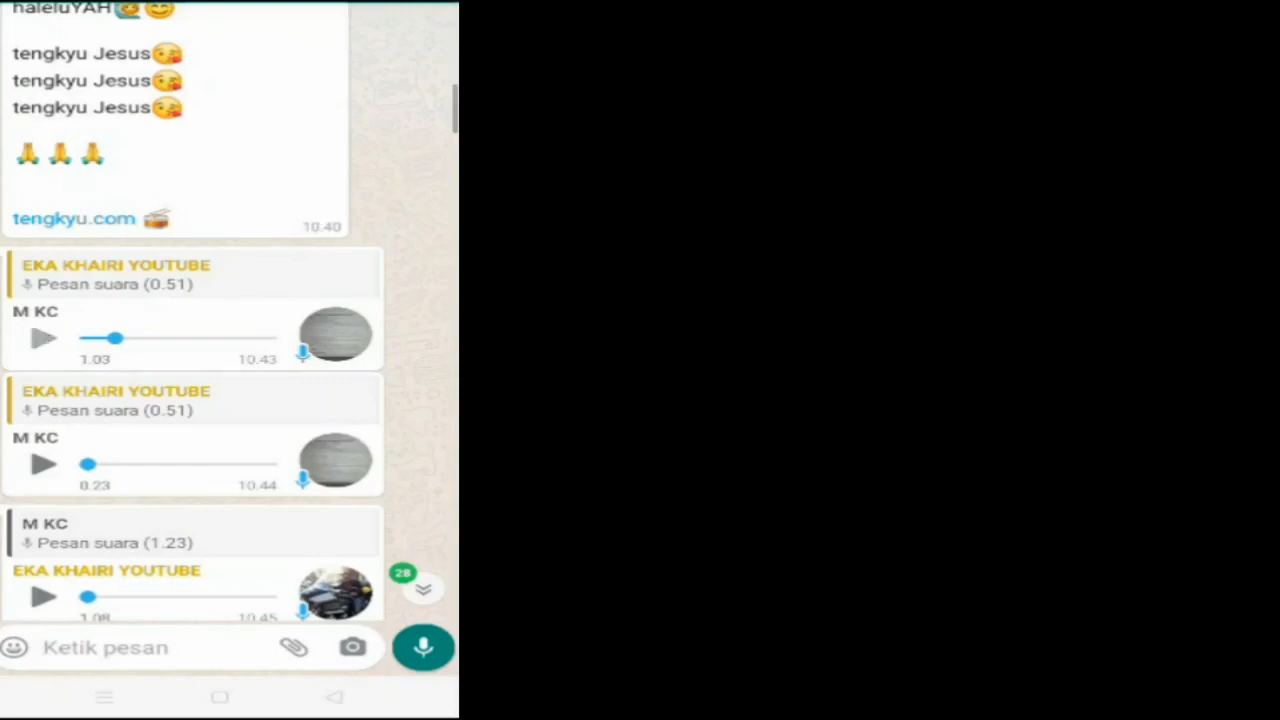 haleluYAH🙋😊
tengkyu Jesus😘
tengkyu Jesus😘
tengkyu Jesus😘
🙏🙏🙏
tengkyu.com 🥁
10.40
EKA KHAIRI YOUTUBE
Pesan suara (0.51)
M KC
1.03 10.43
EKA KHAIRI YOUTUBE
Pesan suara (0.51)
M KC
0.23 10.44
M KC
Pesan suara (1.23)
EKA KHAIRI YOUTUBE
28
1.08 10.45
Ketik pesan